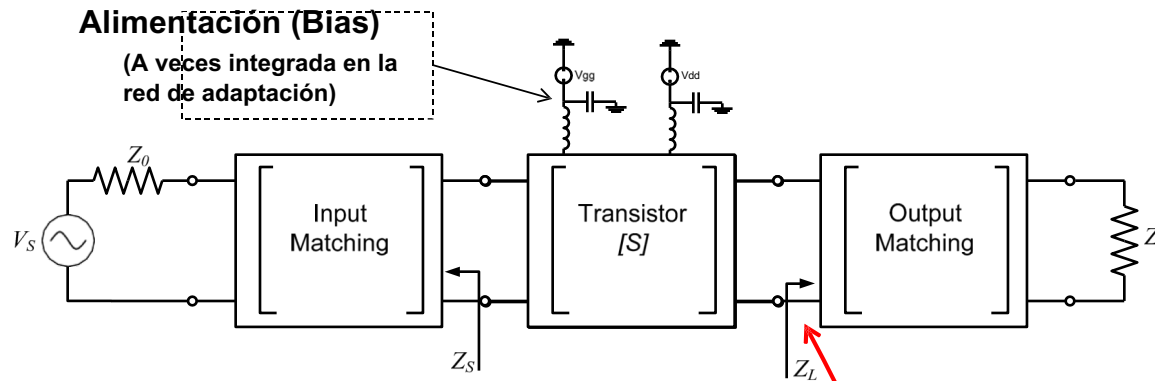 Alimentación (Bias)
(A veces integrada en la
red de adaptación)
Vgg
Vdd
Z0
VS
Input
Matching
Transistor
[S]
Output
Matching
Z
ZS
ZL